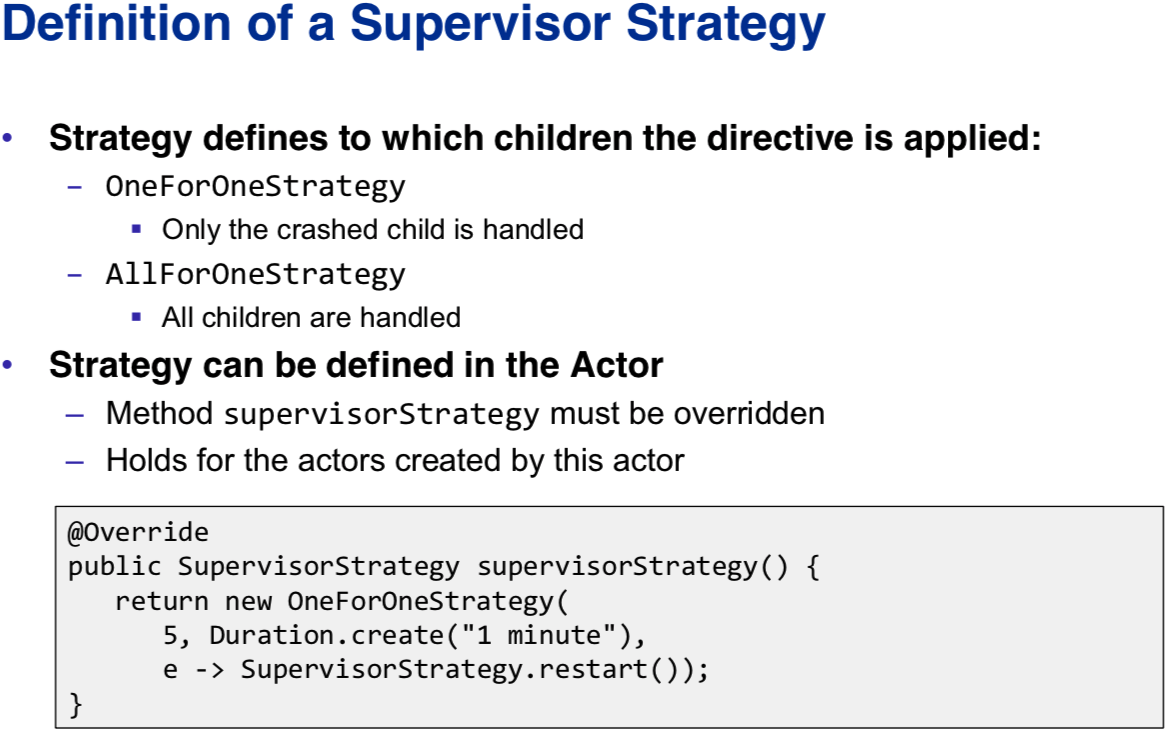 Definition of a Supervisor Strategy
• Strategy defines to which children the directive is applied:
– OneForOneStrategy
▪ Only the crashed child is handled
– AllForOneStrategy
▪ All children are handled
• Strategy can be defined in the Actor
– Method supervisorStrategy must be overridden
– Holds for the actors created by this actor
@Override
public SupervisorStrategy supervisorStrategy() {
   return new OneForOneStrategy(
      5, Duration.create("1 minute"),
      e -> SupervisorStrategy.restart());
}